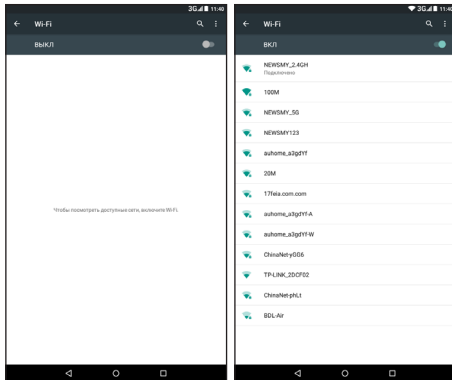 3G 11:40
Wi-Fi
ВЫКЛ
Чтобы посмотреть доступные сети, включите Wi-Fi.
3G 11:40
Wi-Fi
ВКЛ
NEWSMY_2.4GH
Подключено
100M
NEWSMY_5G
NEWSMY123
auhome_a3gdYf
20M
17feia.com.com
auhome_a3gdYf-A
auhome_a3gdYf-W
ChinaNet-yGG6
TP-LINK_2DCF02
ChinaNet-phLt
BDL-Air